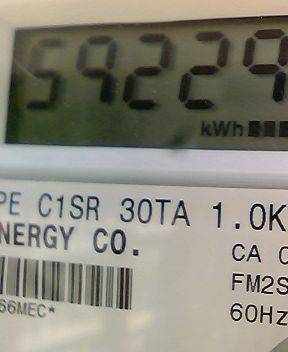 59229
kWh
PE C1SR 30TA 1.0K
NERGY CO.
CA
FM2S
60Hz
66MEC*